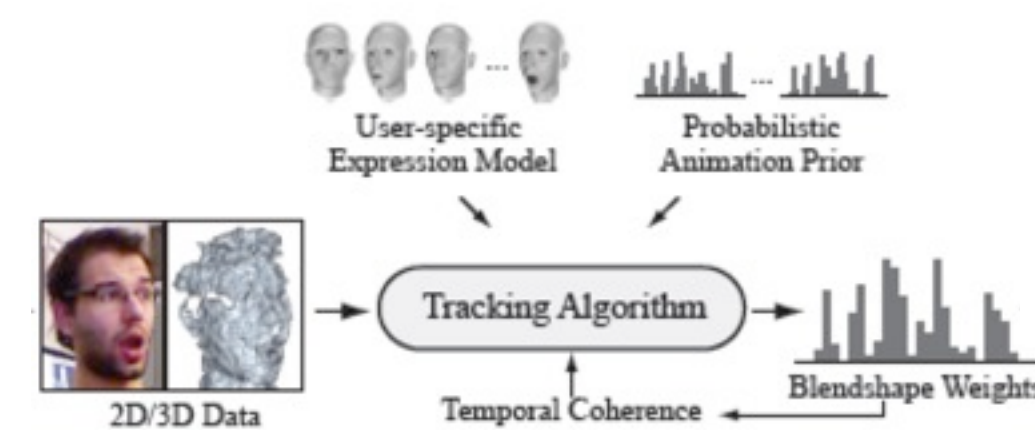 User-specific
Expression Model
...
Probabilistic
Animation Prior
...
Tracking Algorithm
2D/3D Data
Temporal Coherence
Blendshape Weights